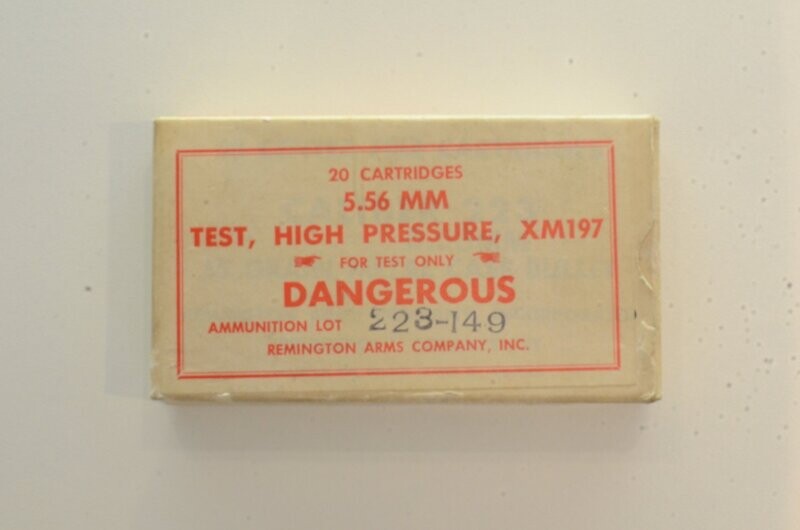 20 CARTRIDGES
5.56 MM
TEST, HIGH PRESSURE, XM197
FOR TEST ONLY
DANGEROUS
AMMUNITION LOT 223-149
REMINGTON ARMS COMPANY, INC.